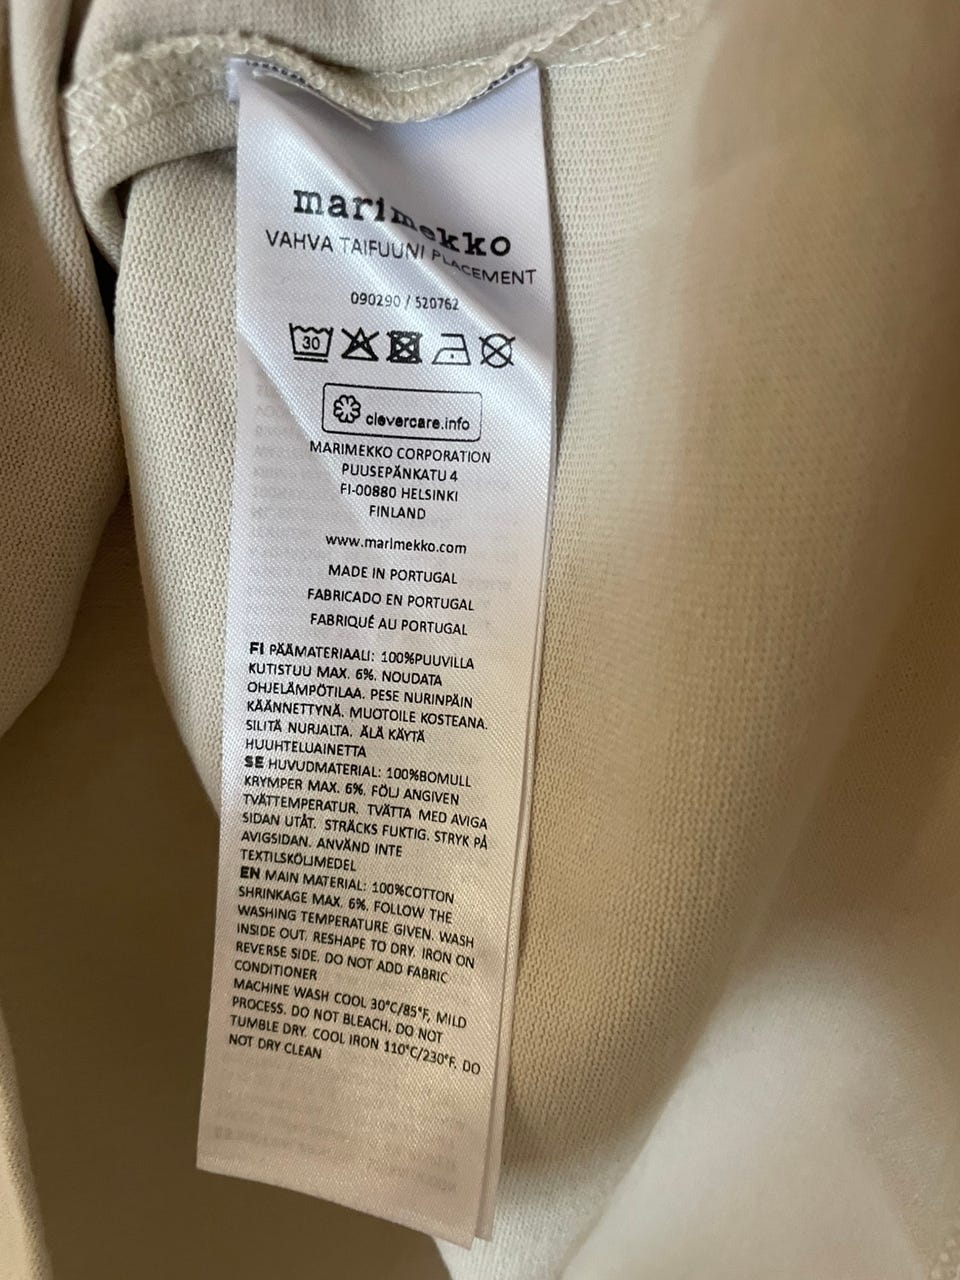 marimekko
VAHVA TAIFUUNI PLACEMENT
090290 / 520762
30
clevercare.info
MARIMEKKO CORPORATION
PUUSEPÄNKATU 4
FI-00880 HELSINKI
FINLAND
www.marimekko.com
MADE IN PORTUGAL
FABRICADO EN PORTUGAL
FABRIQUÉ AU PORTUGAL
FI PÄÄMATERIAALI: 100%PUUVILLA
KUTISTUU MAX. 6%. NOUDATA
OHJELÄMPÖTILAA. PESE NURINPÄIN
KÄÄNNETTYNÄ. MUOTOILE KOSTEANA.
SILITÄ NURJALTA. ÄLÄ KÄYTÄ
HUUHTELUAINETTA
SE HUVUDMATERIAL: 100%BOMULL
KRYMPER MAX. 6%. FÖLJ ANGIVEN
TVÄTTEMPERATUR. TVÄTTA MED AVIGA
SIDAN UTÅT. STRÄCKS FUKTIG. STRYK PÅ
AVIGSIDAN. ANVÄND INTE
TEXTILSKÖLJMEDEL
EN MAIN MATERIAL: 100%COTTON
SHRINKAGE MAX. 6%. FOLLOW THE
WASHING TEMPERATURE GIVEN. WASH
INSIDE OUT. RESHAPE TO DRY. IRON ON
REVERSE SIDE. DO NOT ADD FABRIC
CONDITIONER
MACHINE WASH COOL 30°C/85°F, MILD
PROCESS. DO NOT BLEACH. DO NOT
TUMBLE DRY. COOL IRON 110°C/230°F. DO
NOT DRY CLEAN